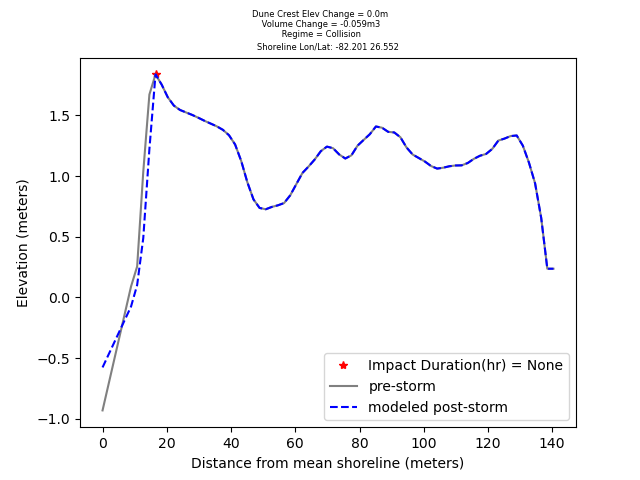 Dune Crest Elev Change = 0.0m
Volume Change = -0.059m3
Regime = Collision
Shoreline Lon/Lat: -82.201 26.552
1.5
1.0
0.5
0.0
−0.5
−1.0
Elevation (meters)
Impact Duration(hr) = None
pre-storm
modeled post-storm
0 20 40 60 80 100 120 140
Distance from mean shoreline (meters)